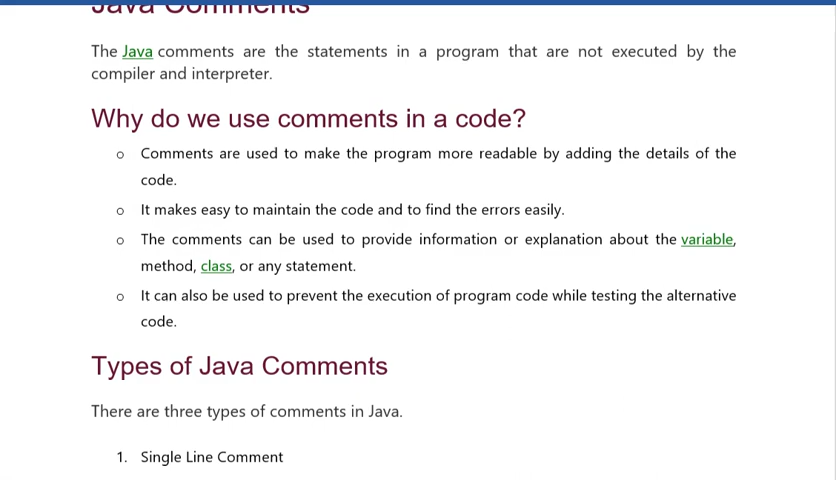 Java Comments
The Java comments are the statements in a program that are not executed by the
compiler and interpreter.
Why do we use comments in a code?
o Comments are used to make the program more readable by adding the details of the
code.
o It makes easy to maintain the code and to find the errors easily.
o The comments can be used to provide information or explanation about the variable,
method, class, or any statement.
o It can also be used to prevent the execution of program code while testing the alternative
code.
Types of Java Comments
There are three types of comments in Java.
1. Single Line Comment